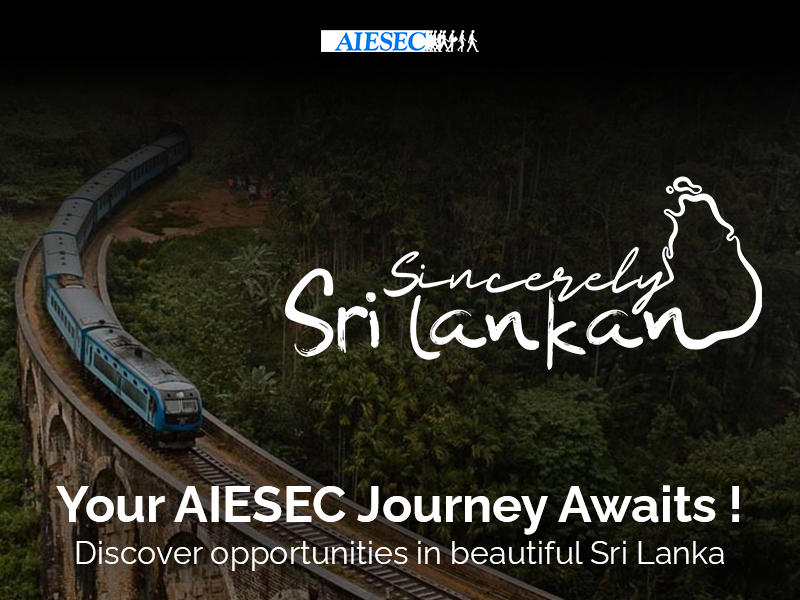 AIESEC
Sincerely
Sri Lankan
Your AIESEC Journey Awaits !
Discover opportunities in beautiful Sri Lanka